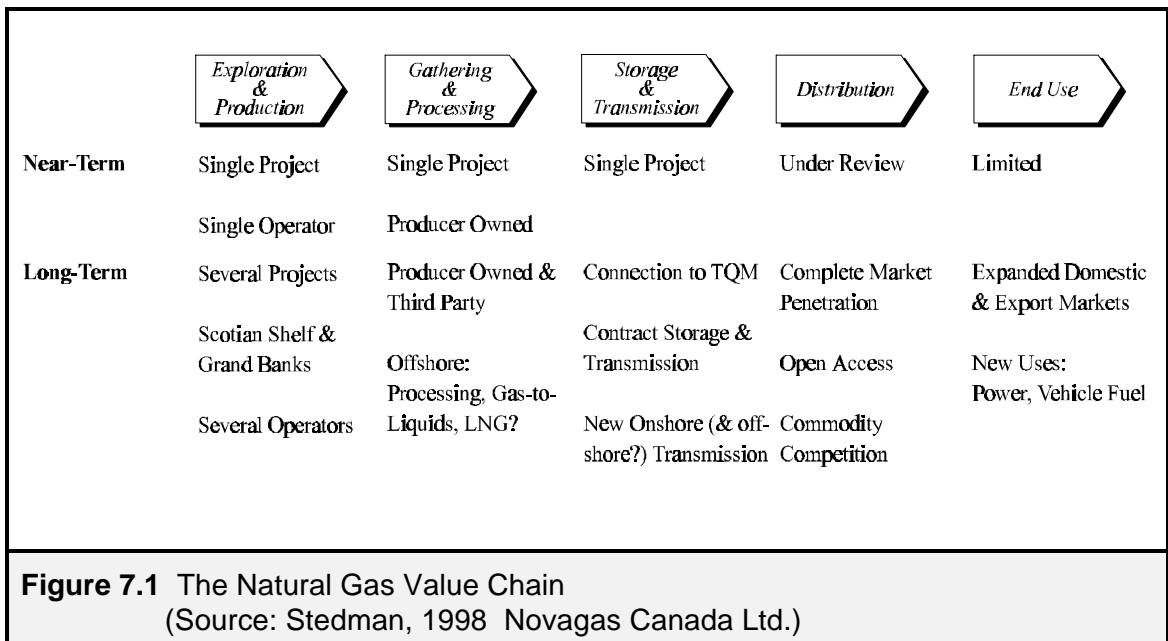 Exploration
&
Production
Gathering
&
Processing
Storage
&
Transmission
Distribution
End Use
Near-Term
Single Project
Single Project
Single Project
Under Review
Limited
Single Operator
Producer Owned
Long-Term
Several Projects
Producer Owned &
Third Party
Connection to TQM
Complete Market
Penetration
Expanded Domestic
& Export Markets
Scotian Shelf &
Grand Banks
Offshore:
Processing, Gas-to-
Liquids, LNG?
Contract Storage &
Transmission
Open Access
New Uses:
Power, Vehicle Fuel
Several Operators
New Onshore (& off-
shore?) Transmission
Commodity
Competition
Figure 7.1 The Natural Gas Value Chain
(Source: Stedman, 1998 Novagas Canada Ltd.)